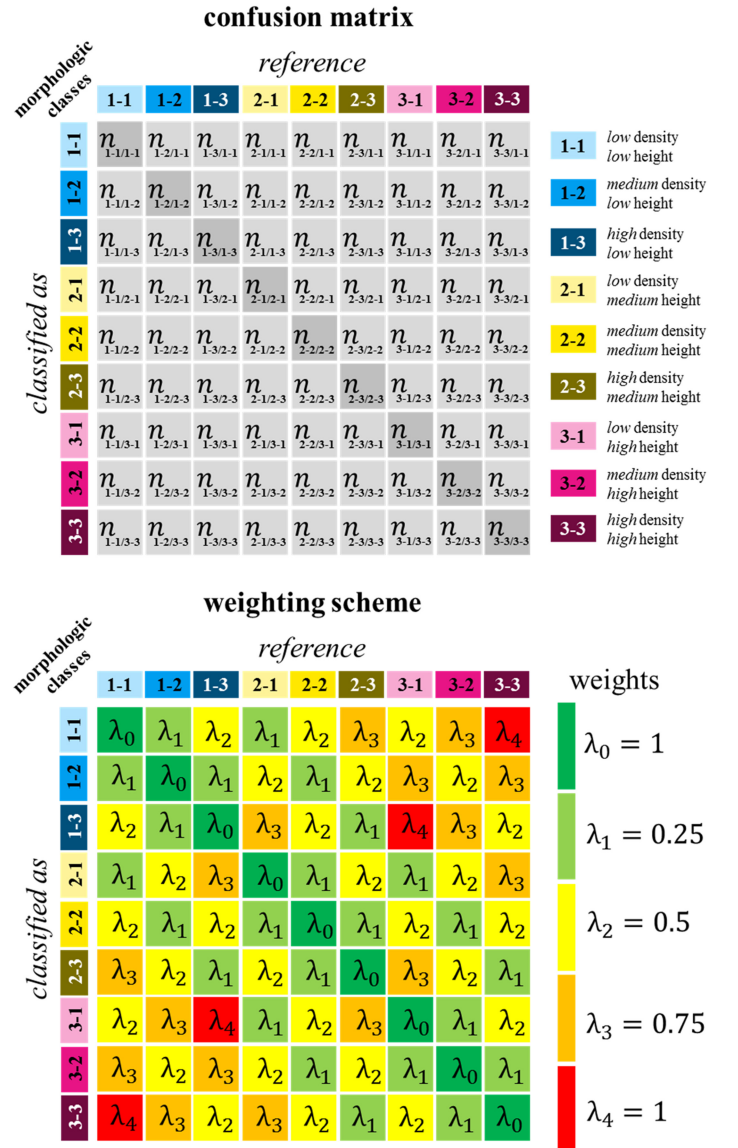 confusion matrix
reference
morphologic
classes
1-1 1-2 1-3 2-1 2-2 2-3 3-1 3-2 3-3
classified as
1-1 n1-1/1-1 n1-2/1-1 n1-3/1-1 n2-1/1-1 n2-2/1-1 n2-3/1-1 n3-1/1-1 n3-2/1-1 n3-3/1-1
1-2 n1-1/1-2 n1-2/1-2 n1-3/1-2 n2-1/1-2 n2-2/1-2 n2-3/1-2 n3-1/1-2 n3-2/1-2 n3-3/1-2
1-3 n1-1/1-3 n1-2/1-3 n1-3/1-3 n2-1/1-3 n2-2/1-3 n2-3/1-3 n3-1/1-3 n3-2/1-3 n3-3/1-3
2-1 n1-1/2-1 n1-2/2-1 n1-3/2-1 n2-1/2-1 n2-2/2-1 n2-3/2-1 n3-1/2-1 n3-2/2-1 n3-3/2-1
2-2 n1-1/2-2 n1-2/2-2 n1-3/2-2 n2-1/2-2 n2-2/2-2 n2-3/2-2 n3-1/2-2 n3-2/2-2 n3-3/2-2
2-3 n1-1/2-3 n1-2/2-3 n1-3/2-3 n2-1/2-3 n2-2/2-3 n2-3/2-3 n3-1/2-3 n3-2/2-3 n3-3/2-3
3-1 n1-1/3-1 n1-2/3-1 n1-3/3-1 n2-1/3-1 n2-2/3-1 n2-3/3-1 n3-1/3-1 n3-2/3-1 n3-3/3-1
3-2 n1-1/3-2 n1-2/3-2 n1-3/3-2 n2-1/3-2 n2-2/3-2 n2-3/3-2 n3-1/3-2 n3-2/3-2 n3-3/3-2
3-3 n1-1/3-3 n1-2/3-3 n1-3/3-3 n2-1/3-3 n2-2/3-3 n2-3/3-3 n3-1/3-3 n3-2/3-3 n3-3/3-3
1-1 low density
low height
1-2 medium density
low height
1-3 high density
low height
2-1 low density
medium height
2-2 medium density
medium height
2-3 high density
medium height
3-1 low density
high height
3-2 medium density
high height
3-3 high density
high height
weighting scheme
reference
morphologic
classes
1-1 1-2 1-3 2-1 2-2 2-3 3-1 3-2 3-3
classified as
1-1 λ0 λ1 λ2 λ1 λ2 λ3 λ2 λ3 λ4
1-2 λ1 λ0 λ1 λ2 λ1 λ2 λ3 λ2 λ3
1-3 λ2 λ1 λ0 λ3 λ2 λ1 λ4 λ3 λ2
2-1 λ1 λ2 λ3 λ0 λ1 λ2 λ1 λ2 λ3
2-2 λ2 λ1 λ2 λ1 λ0 λ1 λ2 λ1 λ2
2-3 λ3 λ2 λ1 λ2 λ1 λ0 λ3 λ2 λ1
3-1 λ2 λ3 λ4 λ1 λ2 λ3 λ0 λ1 λ2
3-2 λ3 λ2 λ3 λ2 λ1 λ2 λ1 λ0 λ1
3-3 λ4 λ3 λ2 λ3 λ2 λ1 λ2 λ1 λ0
weights
λ0 = 1
λ1 = 0.25
λ2 = 0.5
λ3 = 0.75
λ4 = 1